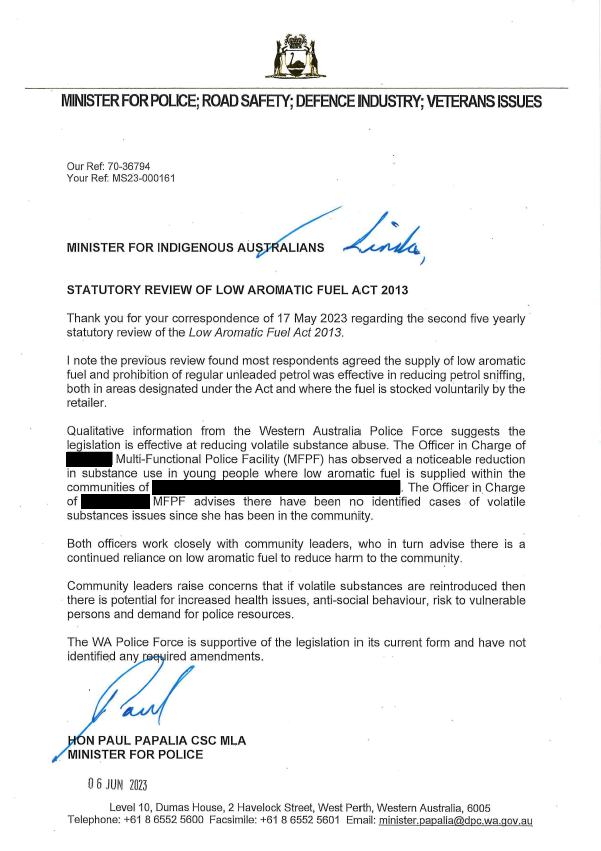 MINISTER FOR POLICE; ROAD SAFETY; DEFENCE INDUSTRY; VETERANS ISSUES
Our Ref: 70-36794
Your Ref: MS23-000161
MINISTER FOR INDIGENOUS AUSTRALIANS Linda,
STATUTORY REVIEW OF LOW AROMATIC FUEL ACT 2013
Thank you for your correspondence of 17 May 2023 regarding the second five yearly
statutory review of the Low Aromatic Fuel Act 2013.
I note the previous review found most respondents agreed the supply of low aromatic
fuel and prohibition of regular unleaded petrol was effective in reducing petrol sniffing,
both in areas designated under the Act and where the fuel is stocked voluntarily by the
retailer.
Qualitative information from the Western Australia Police Force suggests the
legislation is effective at reducing volatile substance abuse. The Officer in Charge of
Multi-Functional Police Facility (MFPF) has observed a noticeable reduction
in substance use in young people where low aromatic fuel is supplied within the
communities of . The Officer in Charge
of MFPF advises there have been no identified cases of volatile
substances issues since she has been in the community.
Both officers work closely with community leaders, who in turn advise there is a
continued reliance on low aromatic fuel to reduce harm to the community.
Community leaders raise concerns that if volatile substances are reintroduced then
there is potential for increased health issues, anti-social behaviour, risk to vulnerable
persons and demand for police resources.
The WA Police Force is supportive of the legislation in its current form and have not
identified any required amendments.
Paul
HON PAUL PAPALIA CSC MLA
MINISTER FOR POLICE
06 JUN 2023
Level 10, Dumas House, 2 Havelock Street, West Perth, Western Australia, 6005
Telephone: +61 8 6552 5600 Facsimile: +61 8 6552 5601 Email: minister.papalia@dpc.wa.gov.au